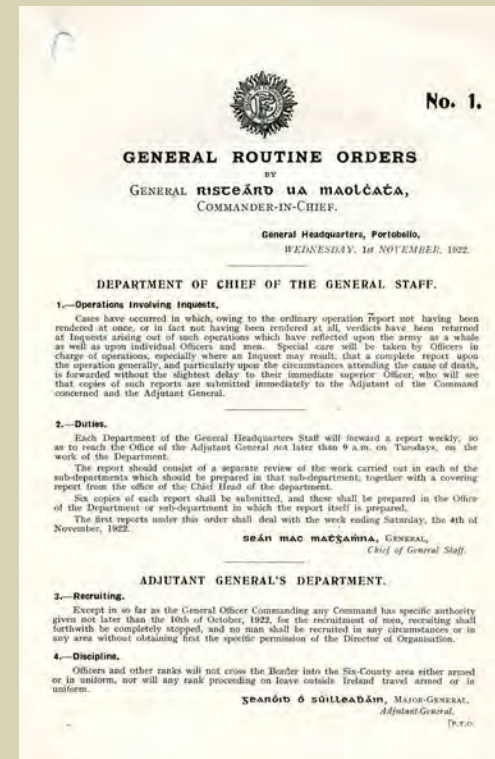 No. 1.
GENERAL ROUTINE ORDERS
BY
GENERAL RISTEÁRD UA MAOLĊAṪA,
COMMANDER-IN-CHIEF.
General Headquarters, Portobello,
WEDNESDAY, 1st NOVEMBER, 1922.
DEPARTMENT OF CHIEF OF THE GENERAL STAFF.
1.—Operations Involving Inquests.
Cases have occurred in which, owing to the ordinary operation report not having been
rendered at once, or in fact not having been rendered at all, verdicts have been returned
at Inquests arising out of such operations which have reflected upon the army as a whole
as well as upon individual Officers and men. Special care will be taken by Officers in
charge of operations, especially where an Inquest may result, that a complete report upon
the operation generally, and particularly upon the circumstances attending the cause of death,
is forwarded without the slightest delay to their immediate superior Officer, who will see
that copies of such reports are submitted immediately to the Adjutant of the Command
concerned and the Adjutant General.
2.—Duties.
Each Department of the General Headquarters Staff will forward a report weekly, so
as to reach the Office of the Adjutant General not later than 9 a.m. on Tuesdays, on the
work of the Department.
The report should consist of a separate review of the work carried out in each of the
sub-departments which should be prepared in that sub-department, together with a covering
report from the office of the Chief Head of the department.
Six copies of each report shall be submitted, and these shall be prepared in the Office
of the Department or sub-department in which the report itself is prepared.
The first reports under this order shall deal with the week ending Saturday, the 4th of
November, 1922.
SEÁN MAC MAṪĠAṀNA, GENERAL,
Chief of General Staff.
ADJUTANT GENERAL'S DEPARTMENT.
3.—Recruiting.
Except in so far as the General Officer Commanding any Command has specific authority
given not later than the 10th of October, 1922, for the recruitment of men, recruiting shall
forthwith be completely stopped, and no man shall be recruited in any circumstances or in
any area without obtaining first the specific permission of the Director of Organisation.
4.—Discipline.
Officers and other ranks will not cross the Border into the Six-County area either armed
or in uniform, nor will any rank proceeding on leave outside Ireland travel armed or in
uniform.
GEARÓID Ó SÚILLEAḂÁIN, MAJOR-GENERAL,
Adjutant-General.
[P.T.O.